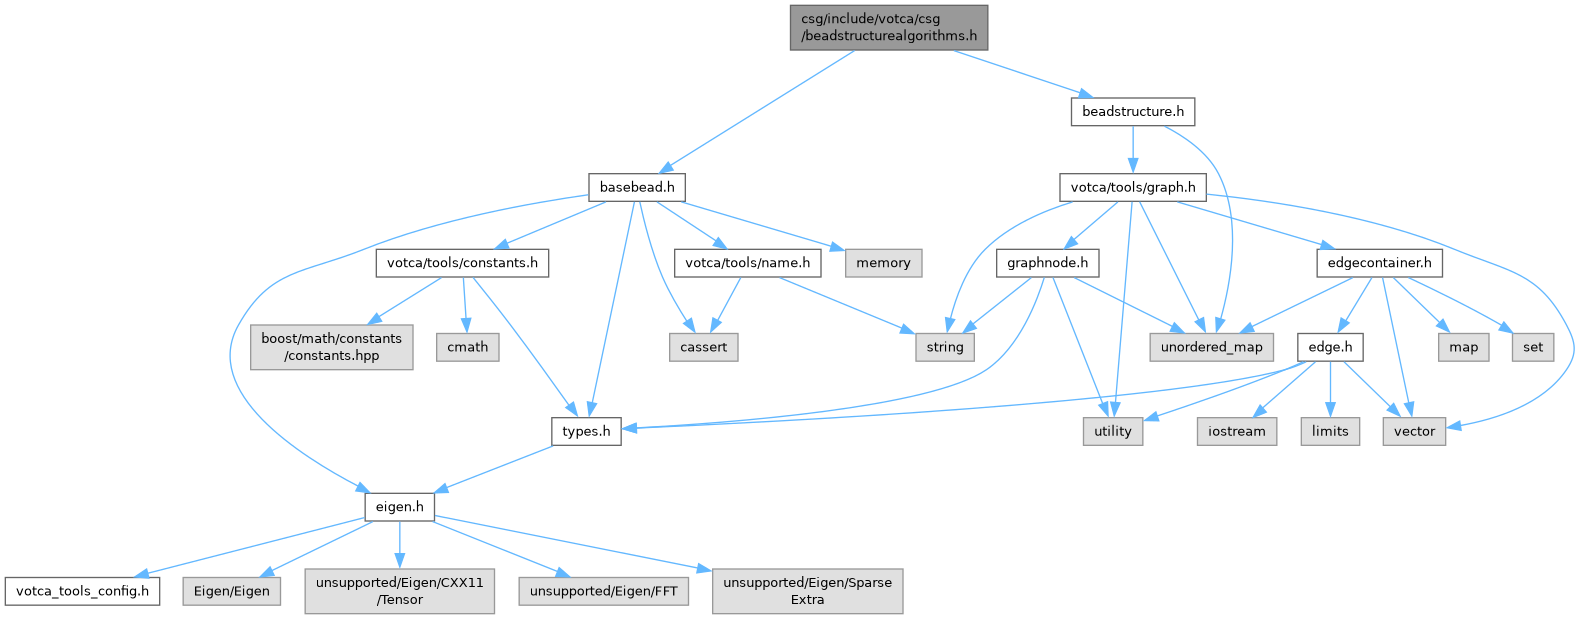 csg/include/votca/csg
/beadstructurealgorithms.h
beadstructure.h
basebead.h
votca/tools/graph.h
votca/tools/constants.h
votca/tools/name.h
memory
graphnode.h
edgecontainer.h
boost/math/constants
/constants.hpp
cmath
cassert
string
unordered_map
edge.h
map
set
types.h
utility
iostream
limits
vector
eigen.h
votca_tools_config.h
Eigen/Eigen
unsupported/Eigen/CXX11
/Tensor
unsupported/Eigen/FFT
unsupported/Eigen/Sparse
Extra